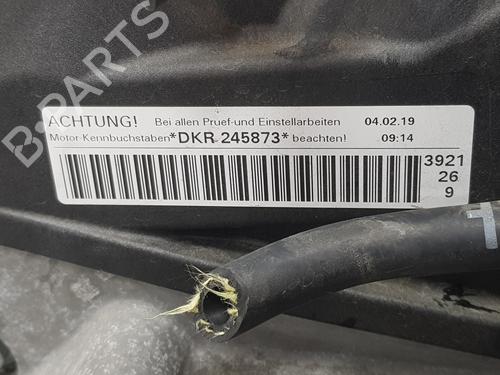 B-PARTS
ACHTUNG! Bei allen Pruef-und Einstellarbeiten 04.02.19
Motor-Kennbuchstaben *DKR 245873* beachten! 09:14
3921
26
9